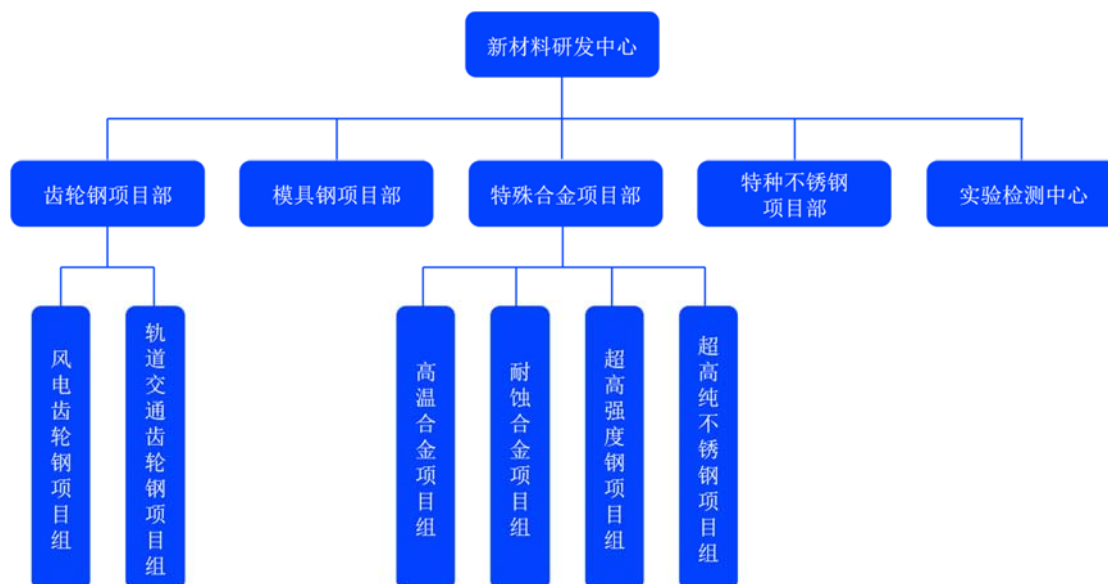 新材料研发中心
齿轮钢项目部
模具钢项目部
特殊合金项目部
特种不锈钢
项目部
实验检测中心
风电齿轮钢项目组
轨道交通齿轮钢项目组
高温合金项目组
耐蚀合金项目组
超高强度钢项目组
超高纯不锈钢项目组